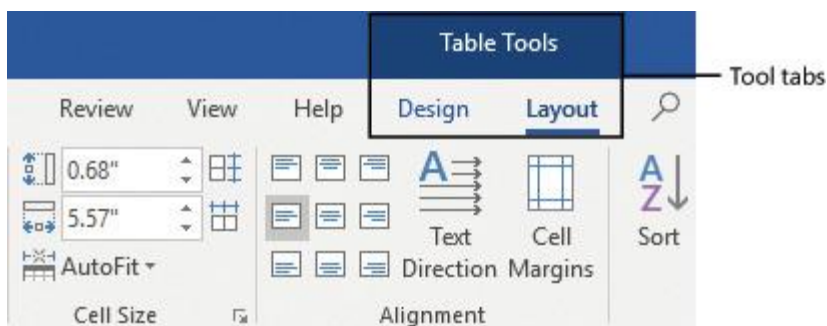 Table Tools
Tool tabs
Review View Help Design Layout
0.68"
5.57"
AutoFit
Text Direction
Cell Margins
A
Z
Sort
Cell Size
Alignment